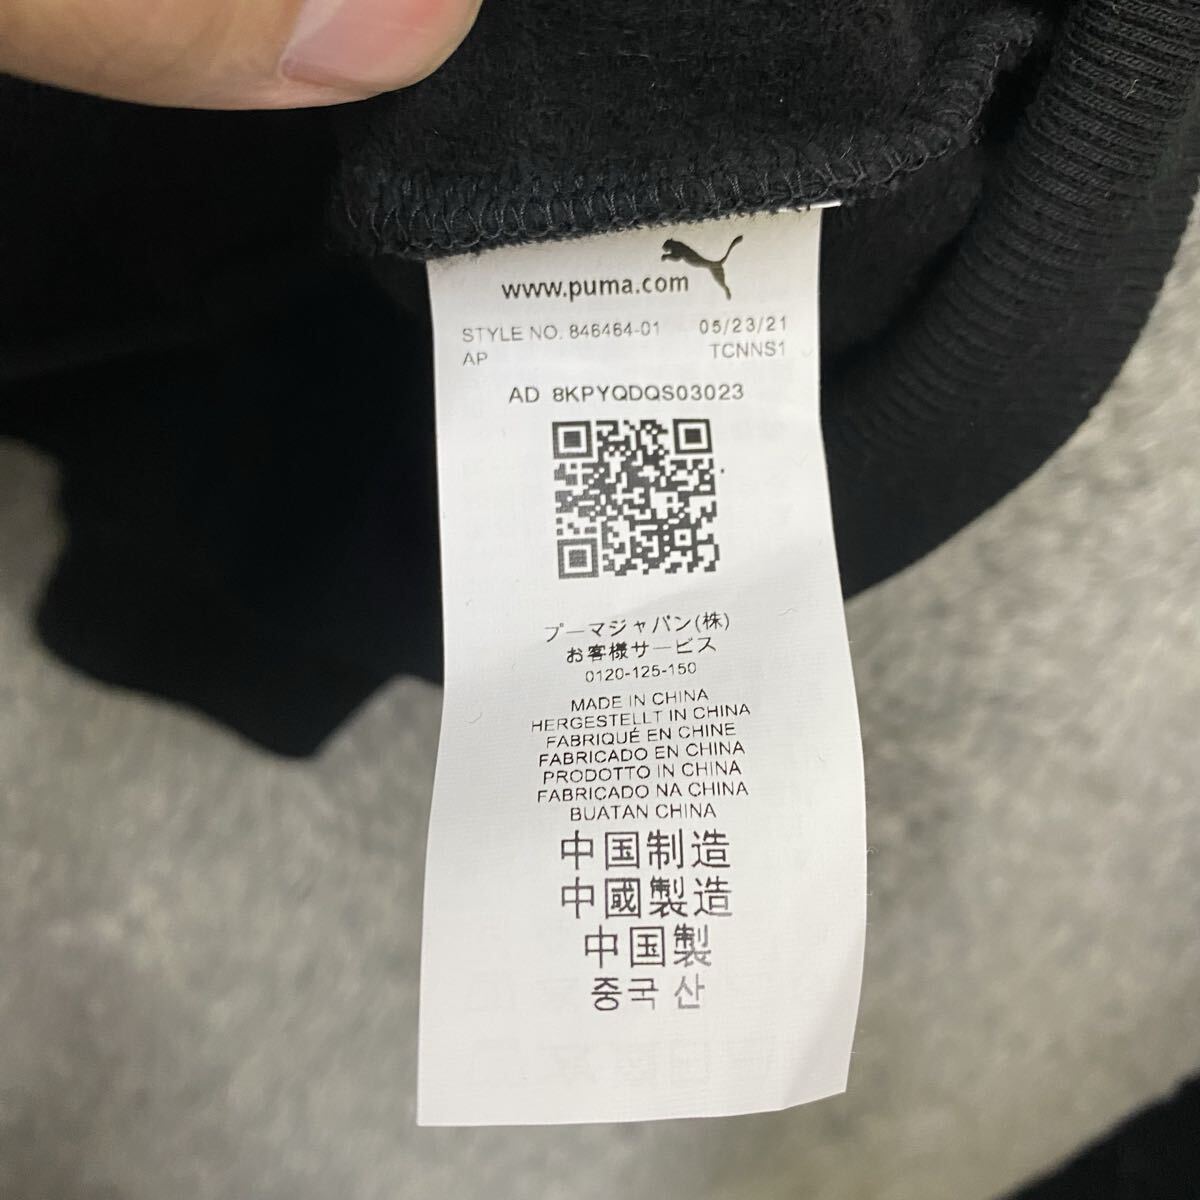 www.puma.com
STYLE NO. 846464-01 05/23/21
AP TCNNS1
AD 8KPYQDQS03023
プーマジャパン(株)
お客様サービス
0120-125-150
MADE IN CHINA
HERGESTELLT IN CHINA
FABRIQUÉ EN CHINE
FABRICADO EN CHINA
PRODOTTO IN CHINA
FABRICADO NA CHINA
BUATAN CHINA
中国制造
中國製造
中国製
중국 산